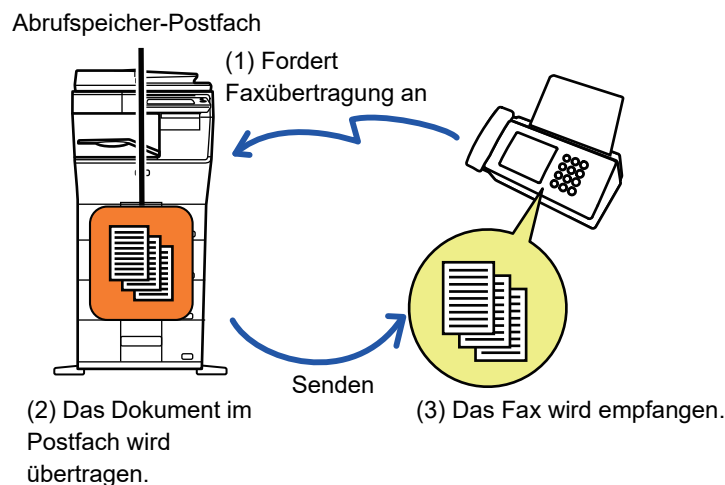 Abrufspeicher-Postfach
(1) Fordert
Faxübertragung an
Senden
(2) Das Dokument im
Postfach wird
übertragen.
(3) Das Fax wird empfangen.